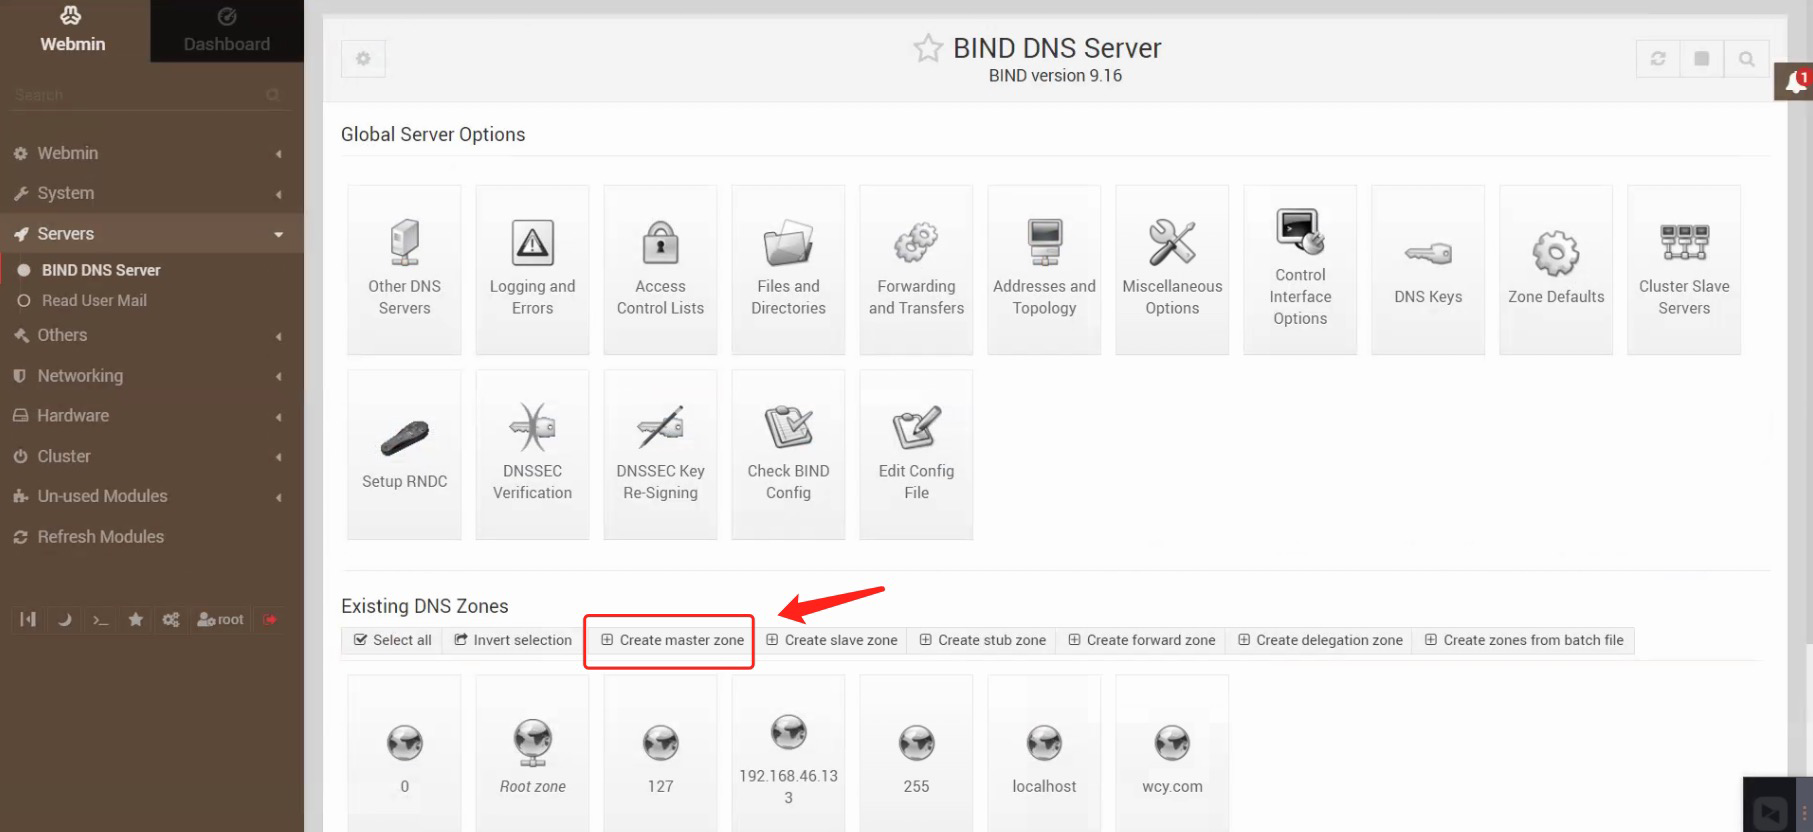 Webmin
Dashboard
Search
Webmin
System
Servers
BIND DNS Server
Read User Mail
Others
Networking
Hardware
Cluster
Un-used Modules
Refresh Modules
root
BIND DNS Server
BIND version 9.16
1
Global Server Options
Other DNS
Servers
Logging and
Errors
Access
Control Lists
Files and
Directories
Forwarding
and Transfers
Addresses and
Topology
Miscellaneous
Options
Control
Interface
Options
DNS Keys
Zone Defaults
Cluster Slave
Servers
Setup RNDC
DNSSEC
Verification
DNSSEC Key
Re-Signing
Check BIND
Config
Edit Config
File
Existing DNS Zones
Select all
Invert selection
Create master zone
Create slave zone
Create stub zone
Create forward zone
Create delegation zone
Create zones from batch file
0
Root zone
127
192.168.46.13
3
255
localhost
wcy.com